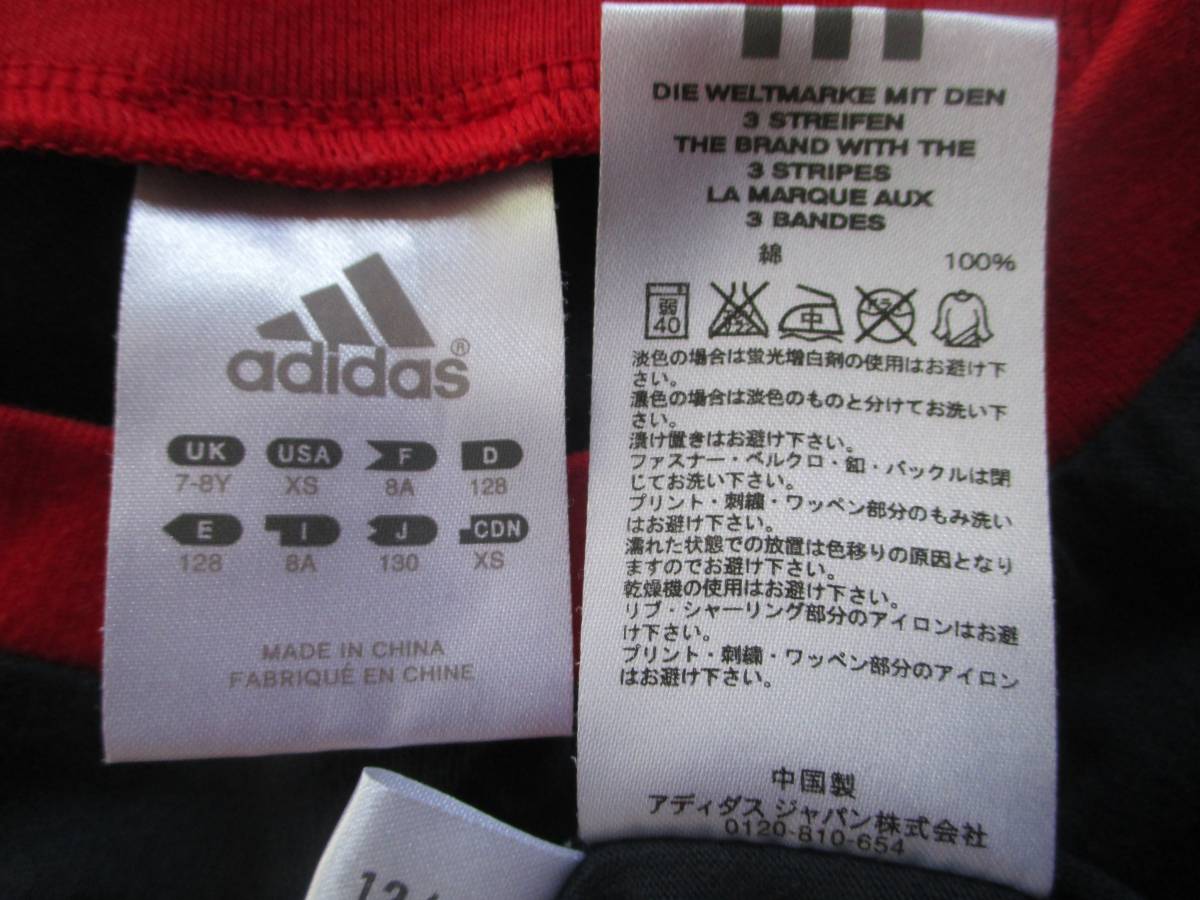 adidas®
UK USA F D
7-8Y XS 8A 128
E I J CDN
128 8A 130 XS
MADE IN CHINA
FABRIQUÉ EN CHINE
DIE WELTMARKE MIT DEN
3 STREIFEN
THE BRAND WITH THE
3 STRIPES
LA MARQUE AUX
3 BANDES
綿 100%
弱
40 中
淡色の場合は蛍光増白剤の使用はお避け下
さい。
濃色の場合は淡色のものと分けてお洗い下
さい。
漬け置きはお避け下さい。
ファスナー・ベルクロ・釦・バックルは閉
じてお洗い下さい。
プリント・刺繍・ワッペン部分のもみ洗い
はお避け下さい。
濡れた状態での放置は色移りの原因となり
ますのでお避け下さい。
乾燥機の使用はお避け下さい。
リブ・シャーリング部分のアイロンはお避
け下さい。
プリント・刺繍・ワッペン部分のアイロン
はお避け下さい。
中国製
アディダス ジャパン株式会社
0120-810-654